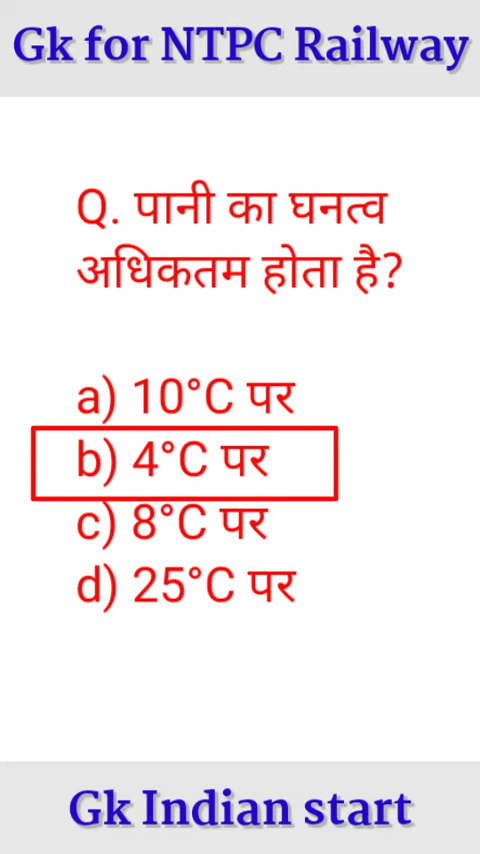 Gk for NTPC Railway
Q. पानी का घनत्व
अधिकतम होता है?
a) 10°C पर
b) 4°C पर
c) 8°C पर
d) 25°C पर
Gk Indian start